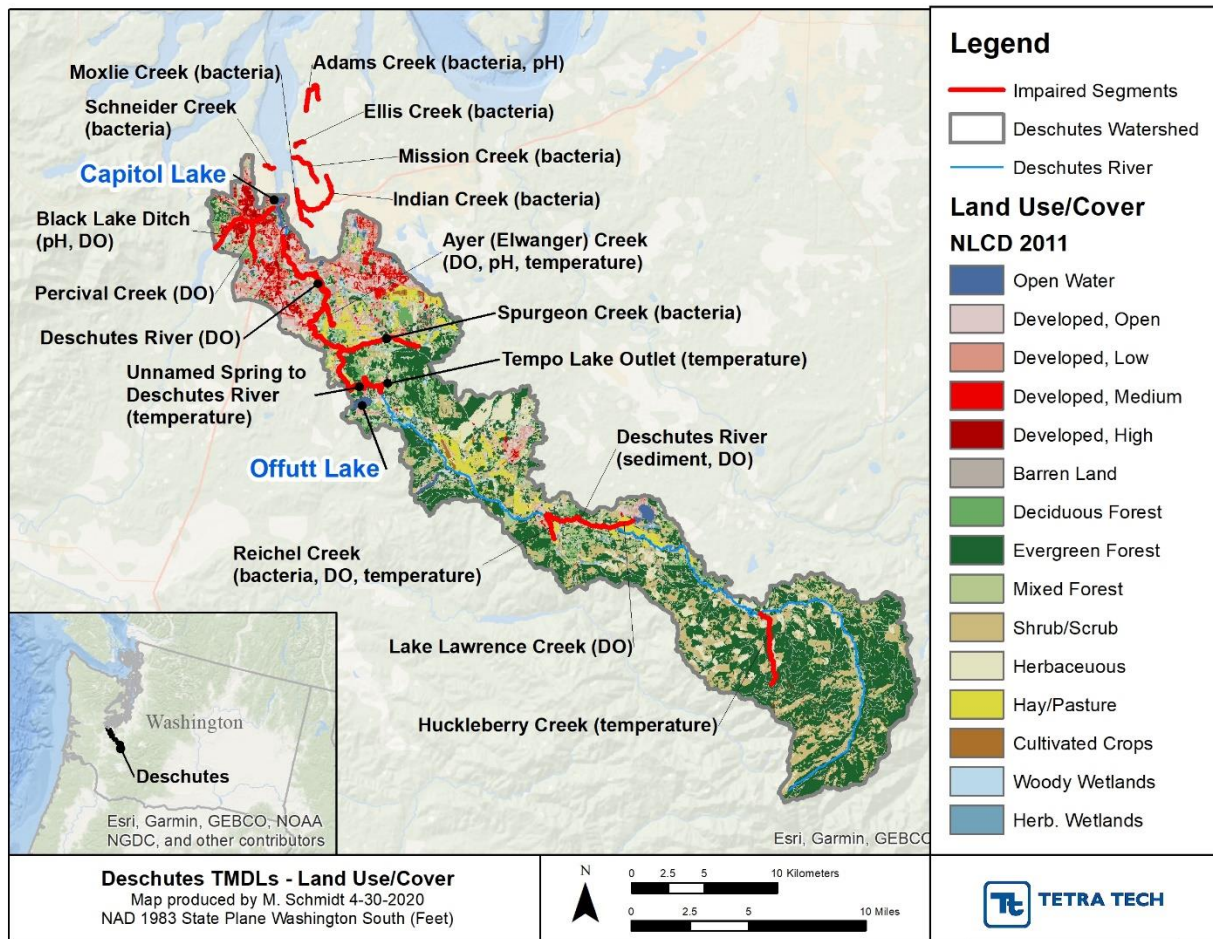 Moxlie Creek (bacteria)
Adams Creek (bacteria, pH)
Schneider Creek
(bacteria)
Ellis Creek (bacteria)
Mission Creek (bacteria)
Capitol Lake
Indian Creek (bacteria)
Black Lake Ditch
(pH, DO)
Ayer (Elwanger) Creek
(DO, pH, temperature)
Percival Creek (DO)
Spurgeon Creek (bacteria)
Deschutes River (DO)
Tempo Lake Outlet (temperature)
Unnamed Spring to
Deschutes River
(temperature)
Offutt Lake
Deschutes River
(sediment, DO)
Reichel Creek
(bacteria, DO, temperature)
Lake Lawrence Creek (DO)
Huckleberry Creek (temperature)
Washington
Deschutes
Esri, Garmin, GEBCO, NOAA
NGDC, and other contributors
Esri, Garmin, GEBCO
Legend
Impaired Segments
Deschutes Watershed
Deschutes River
Land Use/Cover
NLCD 2011
Open Water
Developed, Open
Developed, Low
Developed, Medium
Developed, High
Barren Land
Deciduous Forest
Evergreen Forest
Mixed Forest
Shrub/Scrub
Herbaceuous
Hay/Pasture
Cultivated Crops
Woody Wetlands
Herb. Wetlands
Deschutes TMDLs - Land Use/Cover
Map produced by M. Schmidt 4-30-2020
NAD 1983 State Plane Washington South (Feet)
N
0 2.5 5 10 Kilometers
0 2.5 5 10 Miles
Tt TETRA TECH